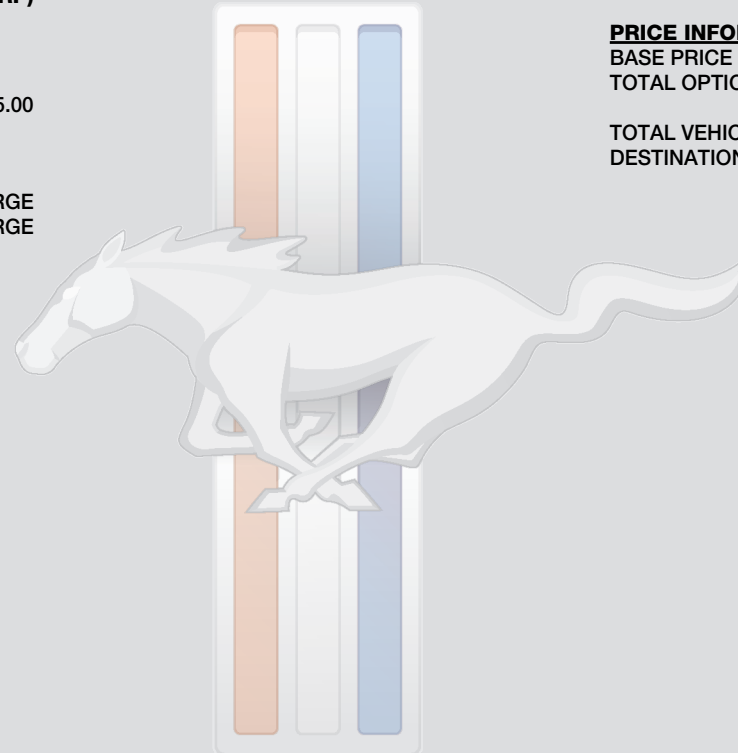 5.00
RGE
RGE
PRICE INFO
BASE PRICE
TOTAL OPTIO
TOTAL VEHIC
DESTINATION